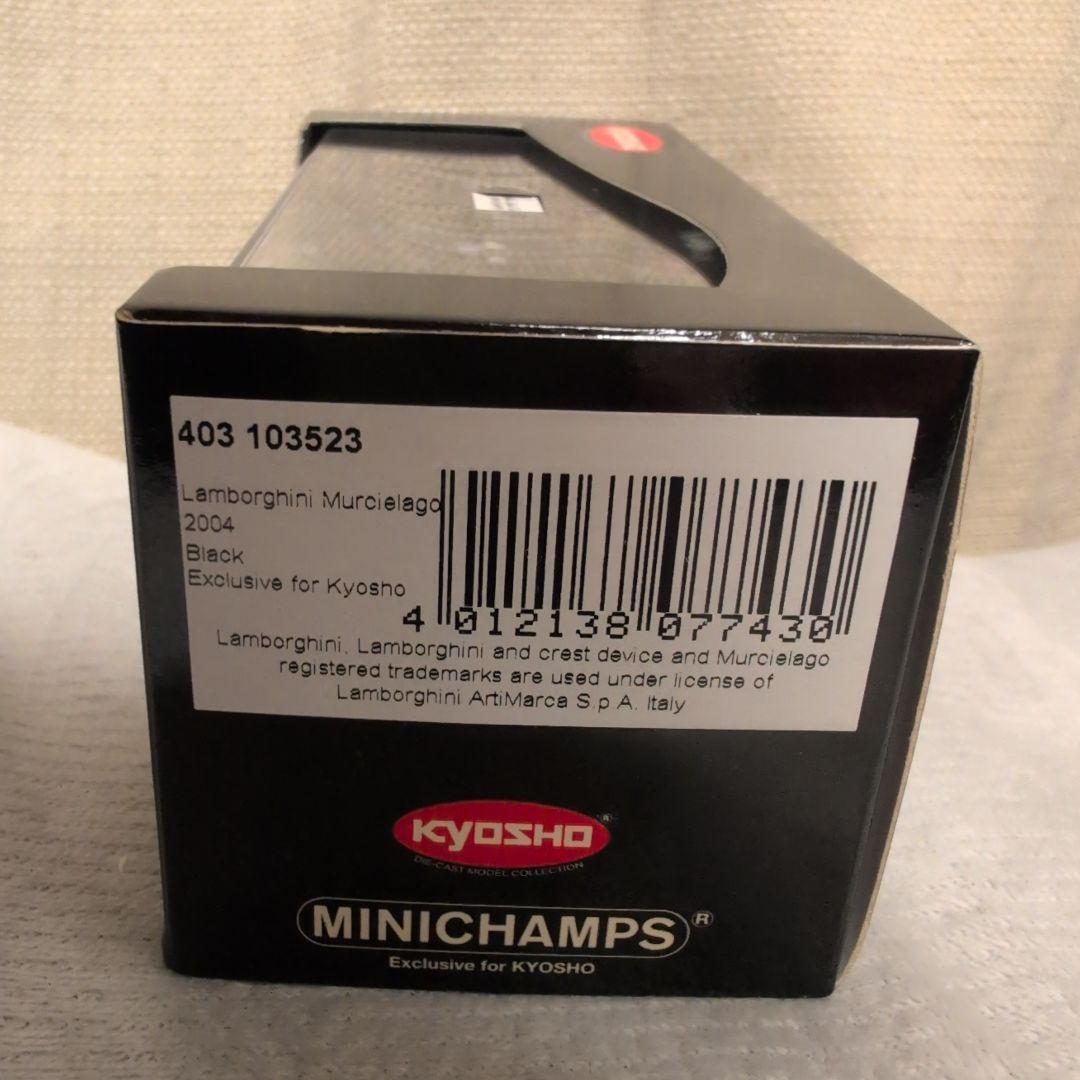 403 103523
Lamborghini Murcielago
2004
Black
Exclusive for Kyosho
4 012138 077430
Lamborghini, Lamborghini and crest device and Murcielago
registered trademarks are used under license of
Lamborghini ArtiMarca S.p.A. Italy
KYOSHO®
DIE-CAST MODEL COLLECTION
MINICHAMPS®
Exclusive for KYOSHO